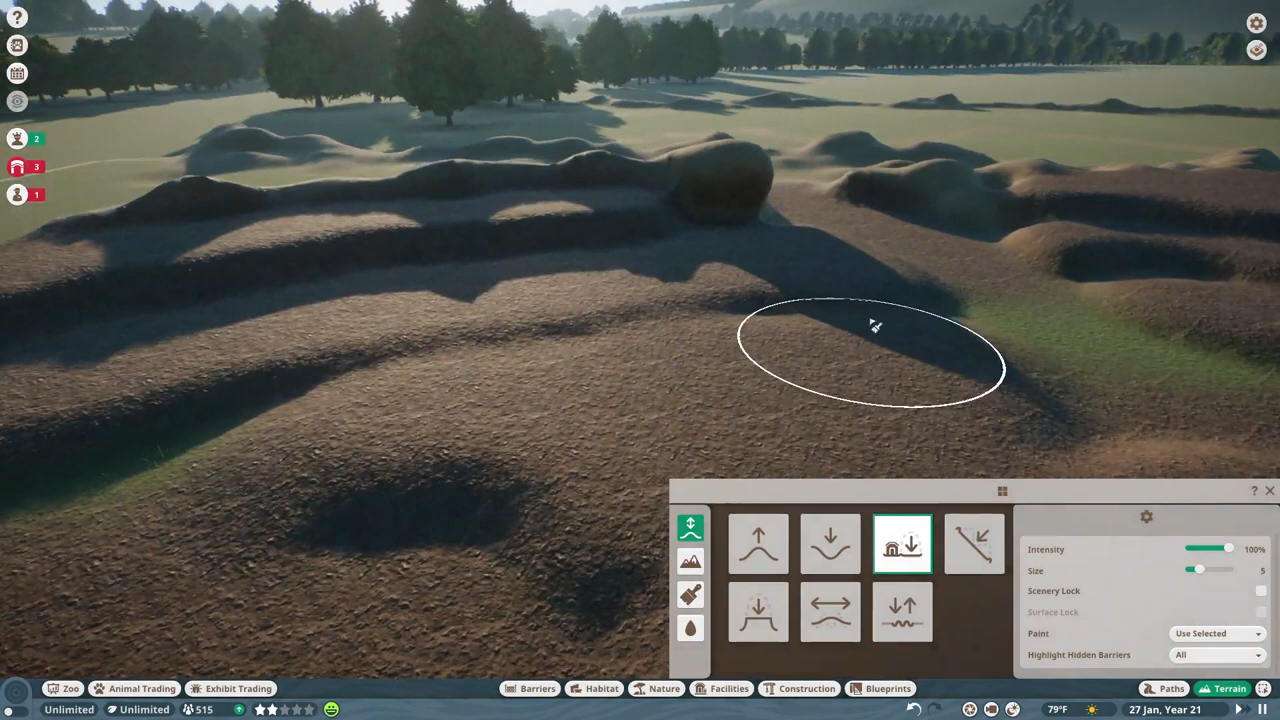 ?
2
3
1
? ×
Intensity 100%
Size 5
Scenery Lock
Surface Lock
Paint Use Selected
Highlight Hidden Barriers All
Zoo Animal Trading Exhibit Trading Barriers Habitat Nature Facilities Construction Blueprints Paths Terrain
Unlimited Unlimited 515 79°F 27 Jan, Year 21